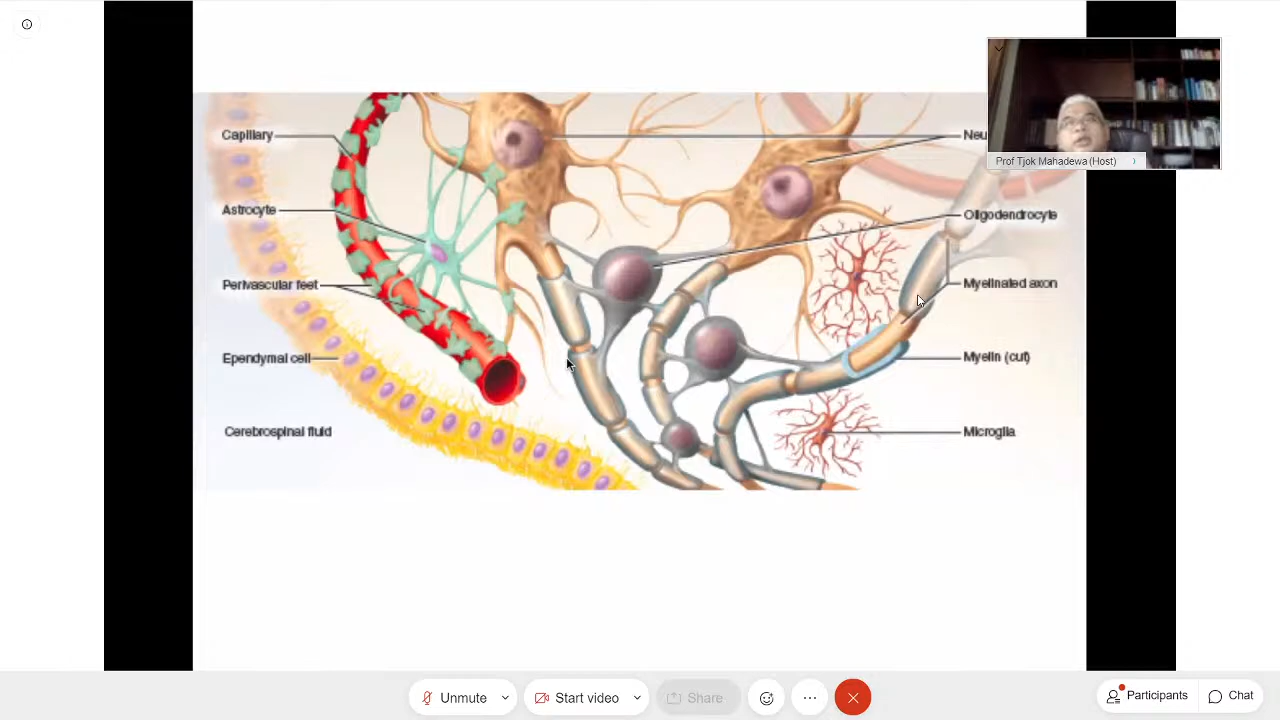 Capillary
Astrocyte
Perivascular feet
Ependymal cell
Cerebrospinal fluid
Oligodendrocyte
Myelinated axon
Myelin (cut)
Microglia
Prof Tjok Mahadewa (Host)
Unmute
Start video
Share
Participants
Chat